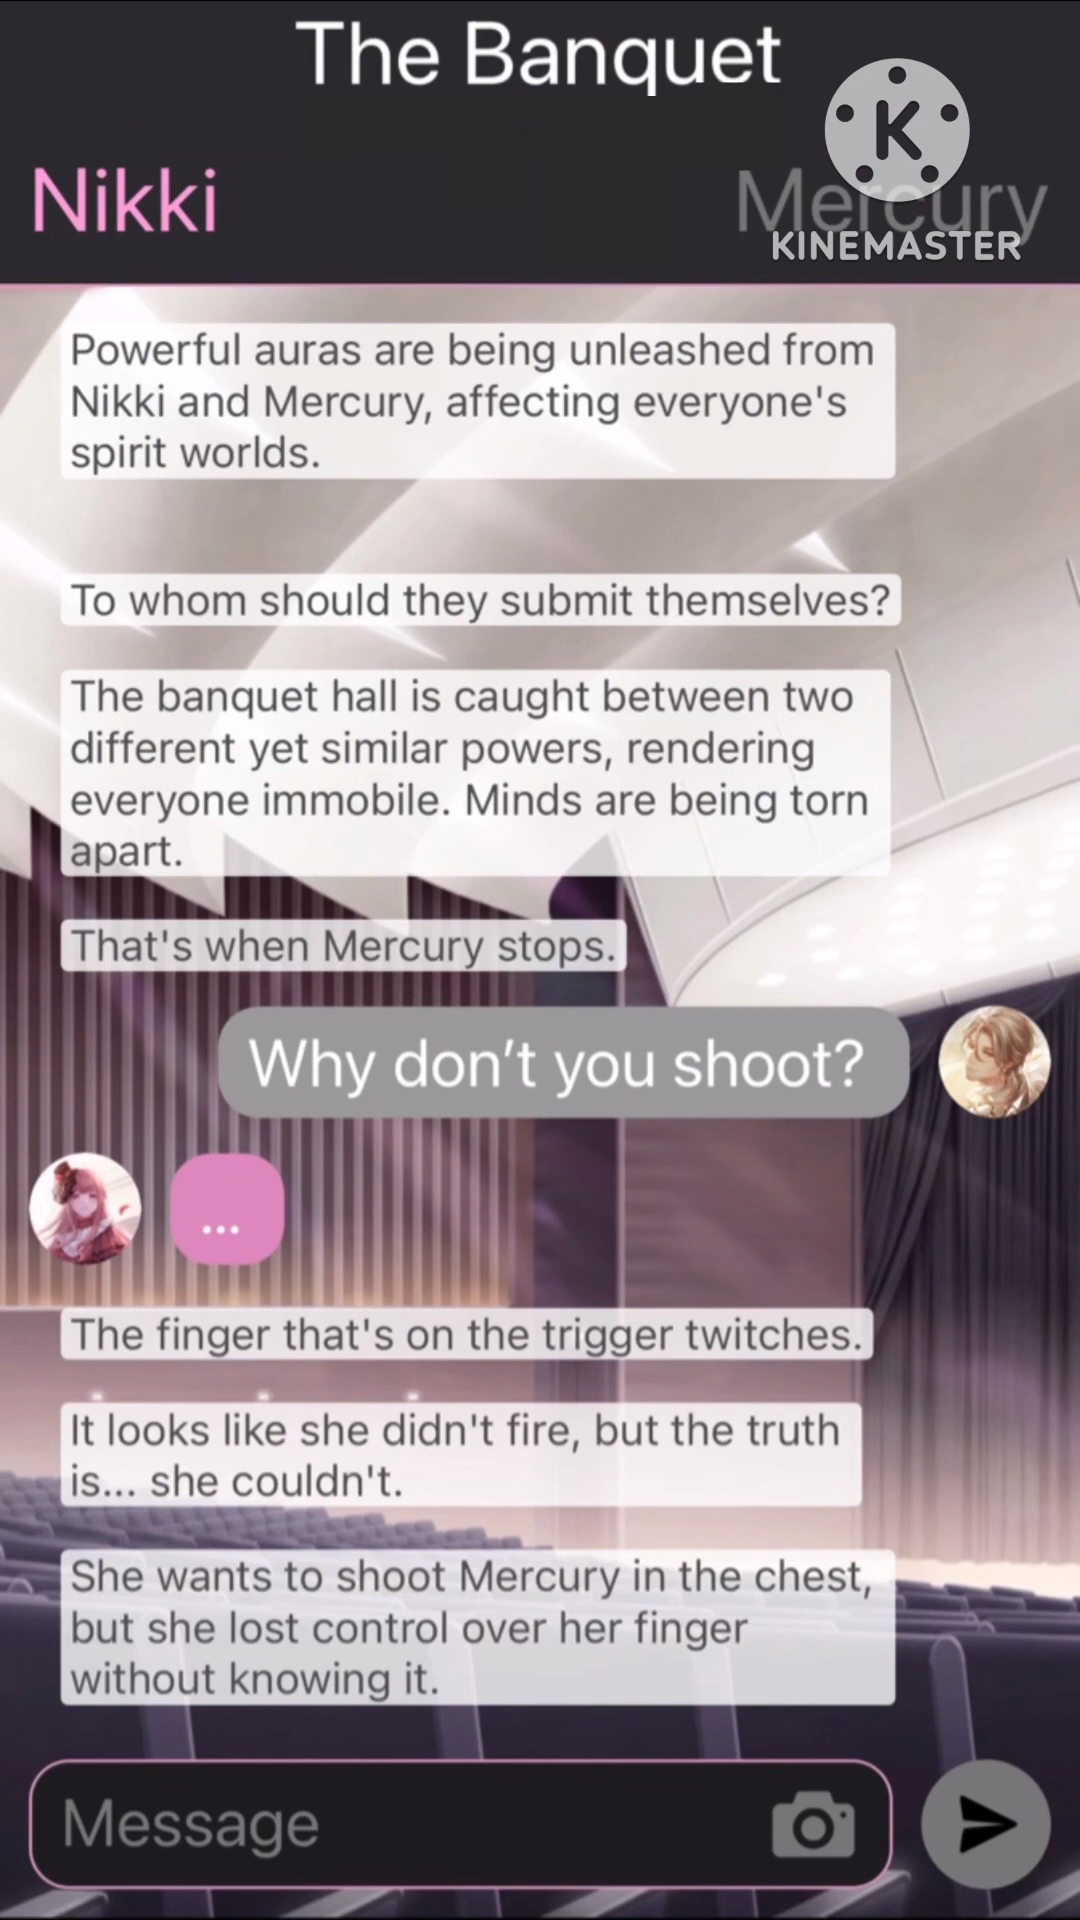 The Banquet
Nikki
Mercury
K
KINEMASTER
Powerful auras are being unleashed from
Nikki and Mercury, affecting everyone's
spirit worlds.
To whom should they submit themselves?
The banquet hall is caught between two
different yet similar powers, rendering
everyone immobile. Minds are being torn
apart.
That's when Mercury stops.
Why don’t you shoot?
...
The finger that's on the trigger twitches.
It looks like she didn't fire, but the truth
is... she couldn't.
She wants to shoot Mercury in the chest,
but she lost control over her finger
without knowing it.
Message